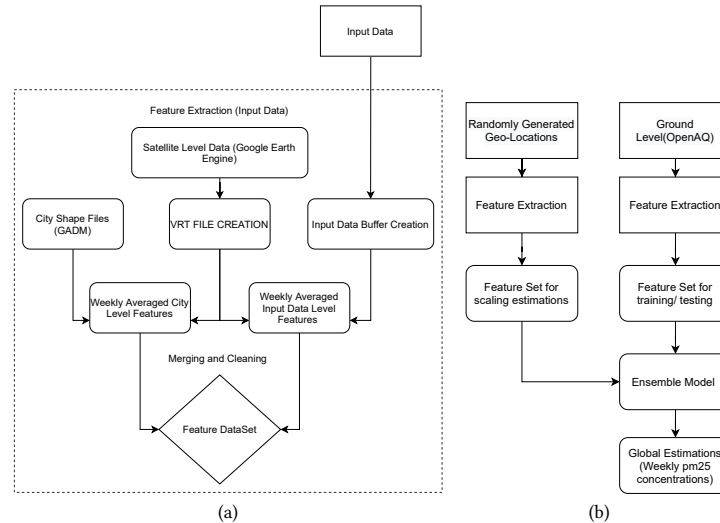 Input Data
Feature Extraction (Input Data)
Satellite Level Data (Google Earth
Engine)
City Shape Files
(GADM)
VRT FILE CREATION
Input Data Buffer Creation
Weekly Averaged City
Level Features
Weekly Averaged
Input Data Level
Features
Merging and Cleaning
Feature DataSet
(a)
Randomly Generated
Geo-Locations
Feature Extraction
Feature Set for
scaling estimations
Ground
Level(OpenAQ)
Feature Extraction
Feature Set for
training/ testing
Ensemble Model
Global Estimations
(Weekly pm25
concentrations)
(b)